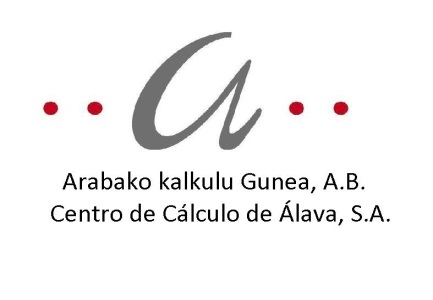 a
Arabako kalkulu Gunea, A.B.
Centro de Cálculo de Álava, S.A.